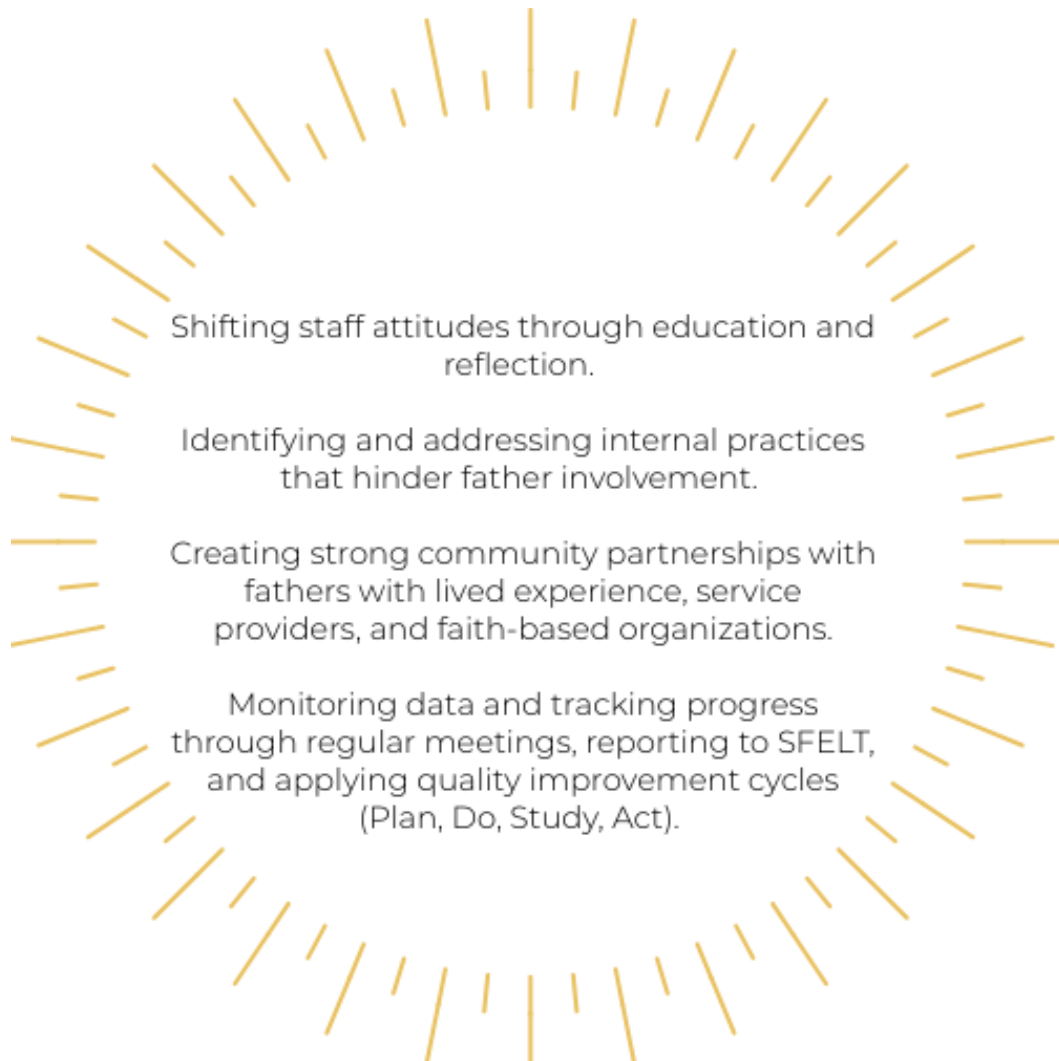 Shifting staff attitudes through education and
reflection.
Identifying and addressing internal practices
that hinder father involvement.
Creating strong community partnerships with
fathers with lived experience, service
providers, and faith-based organizations.
Monitoring data and tracking progress
through regular meetings, reporting to SFELT,
and applying quality improvement cycles
(Plan, Do, Study, Act).